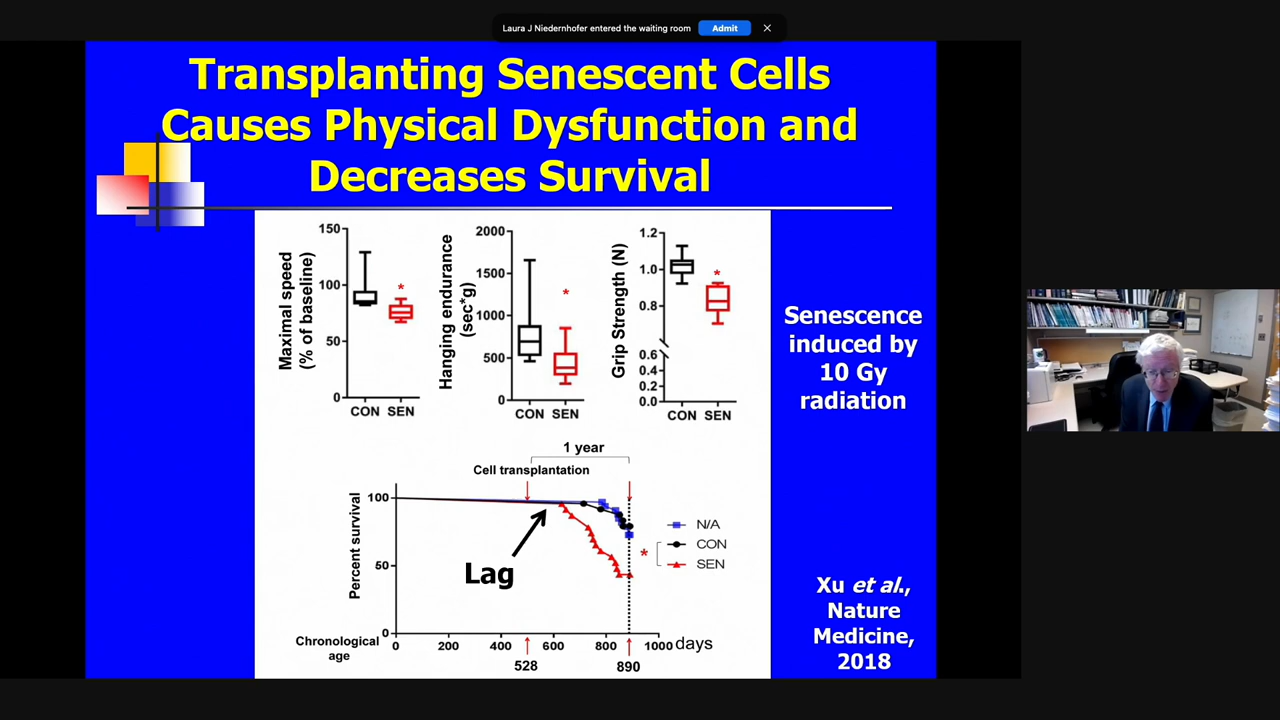 Laura J Niedernhofer entered the waiting room
Admit
Transplanting Senescent Cells
Causes Physical Dysfunction and
Decreases Survival
Maximal speed
(% of baseline)
150
100
50
0
*
CON SEN
Hanging endurance
(sec*g)
2000
1500
1000
500
0
*
CON SEN
Grip Strength (N)
1.2
1.0
0.8
0.6
0.4
0.2
0.0
*
CON SEN
Senescence
induced by
10 Gy
radiation
1 year
Cell transplantation
Percent survival
100
50
0
Lag
N/A
CON
SEN
*
Chronological
age
0 200 400 600 800 1000 days
528 890
Xu et al.,
Nature
Medicine,
2018